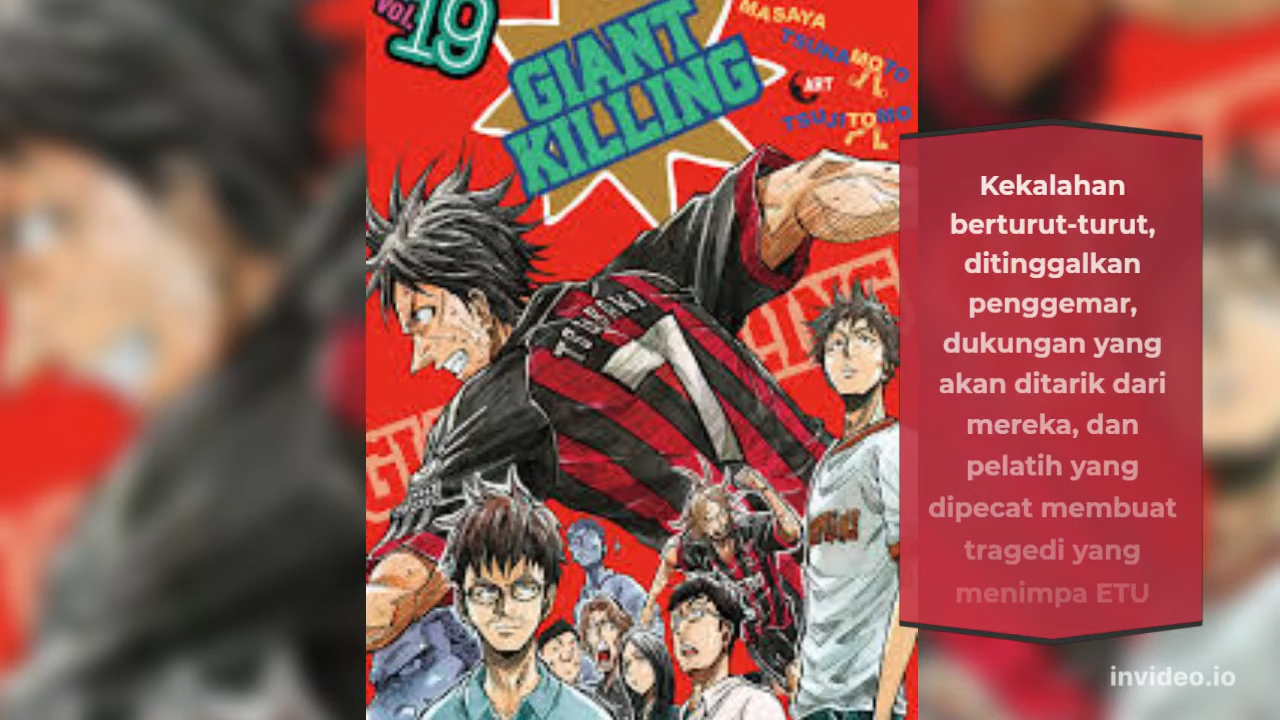 VOL.
19
GIANT
KILLING
MASAYA
TSUNAMOTO
ART
TSUJITOMO
TSUBAKI
7
Kekalahan
berturut-turut,
ditinggalkan
penggemar,
dukungan yang
akan ditarik dari
mereka, dan
pelatih yang
dipecat membuat
tragedi yang
menimpa ETU
invideo.io